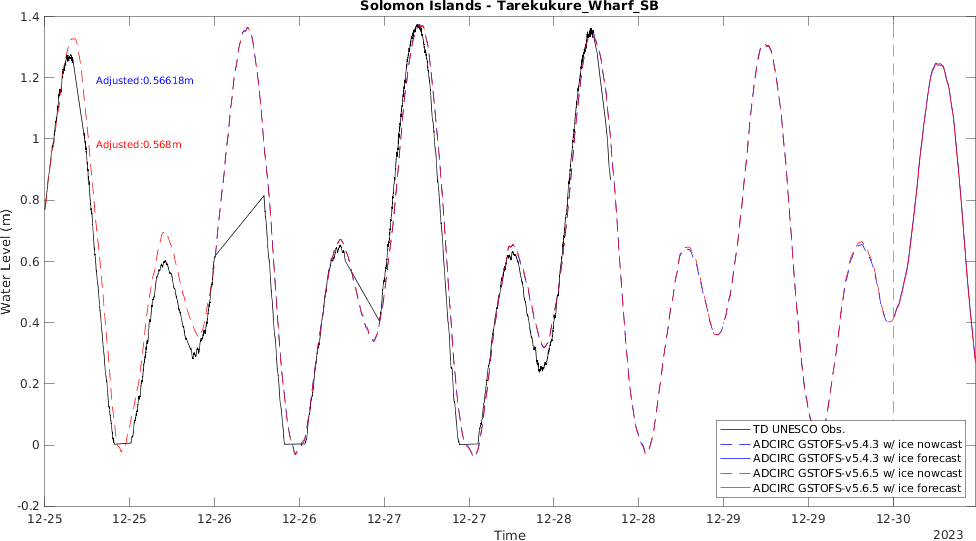 Solomon Islands - Tarekukure_Wharf_SB
1.4
1.2
1
0.8
0.6
0.4
0.2
0
-0.2
Water Level (m)
Adjusted:0.56618m
Adjusted:0.568m
TD UNESCO Obs.
ADCIRC GSTOFS-v5.4.3 w/ ice nowcast
ADCIRC GSTOFS-v5.4.3 w/ ice forecast
ADCIRC GSTOFS-v5.6.5 w/ ice nowcast
ADCIRC GSTOFS-v5.6.5 w/ ice forecast
12-25 12-25 12-26 12-26 12-27 12-27 12-28 12-28 12-29 12-29 12-30
Time
2023